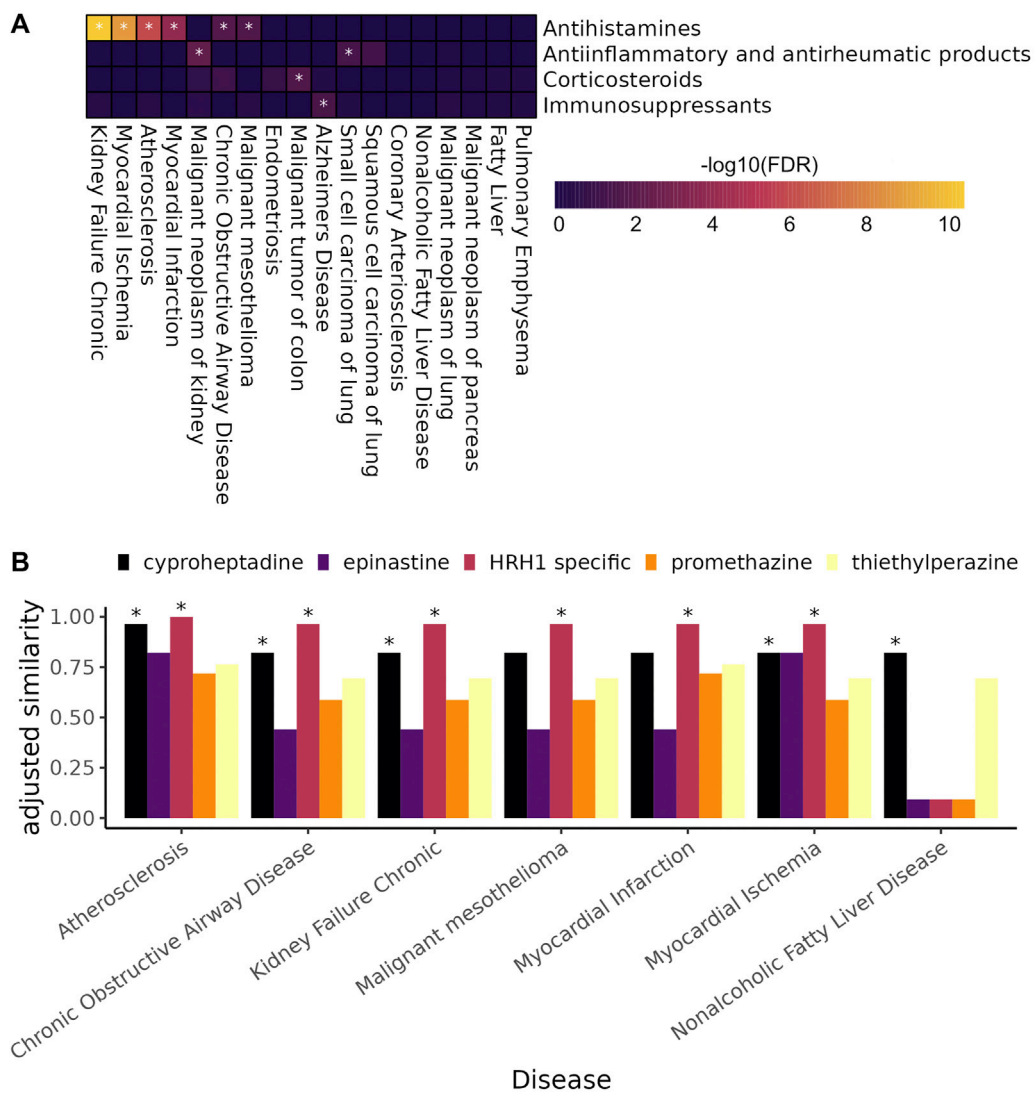 A
* * * * * *
Antihistamines
* *
Antiinflammatory and antirheumatic products
*
Corticosteroids
*
Immunosuppressants
Kidney Failure Chronic
Myocardial Ischemia
Atherosclerosis
Myocardial Infarction
Malignant neoplasm of kidney
Chronic Obstructive Airway Disease
Malignant mesothelioma
Endometriosis
Malignant tumor of colon
Alzheimers Disease
Small cell carcinoma of lung
Squamous cell carcinoma of lung
Coronary Arteriosclerosis
Nonalcoholic Fatty Liver Disease
Malignant neoplasm of lung
Malignant neoplasm of pancreas
Fatty Liver
Pulmonary Emphysema
-log10(FDR)
0 2 4 6 8 10
B
cyproheptadine epinastine HRH1 specific promethazine thiethylperazine
adjusted similarity
1.00
0.75
0.50
0.25
0.00
* * * * * * * * * * *
Atherosclerosis
Chronic Obstructive Airway Disease
Kidney Failure Chronic
Malignant mesothelioma
Myocardial Infarction
Myocardial Ischemia
Nonalcoholic Fatty Liver Disease
Disease